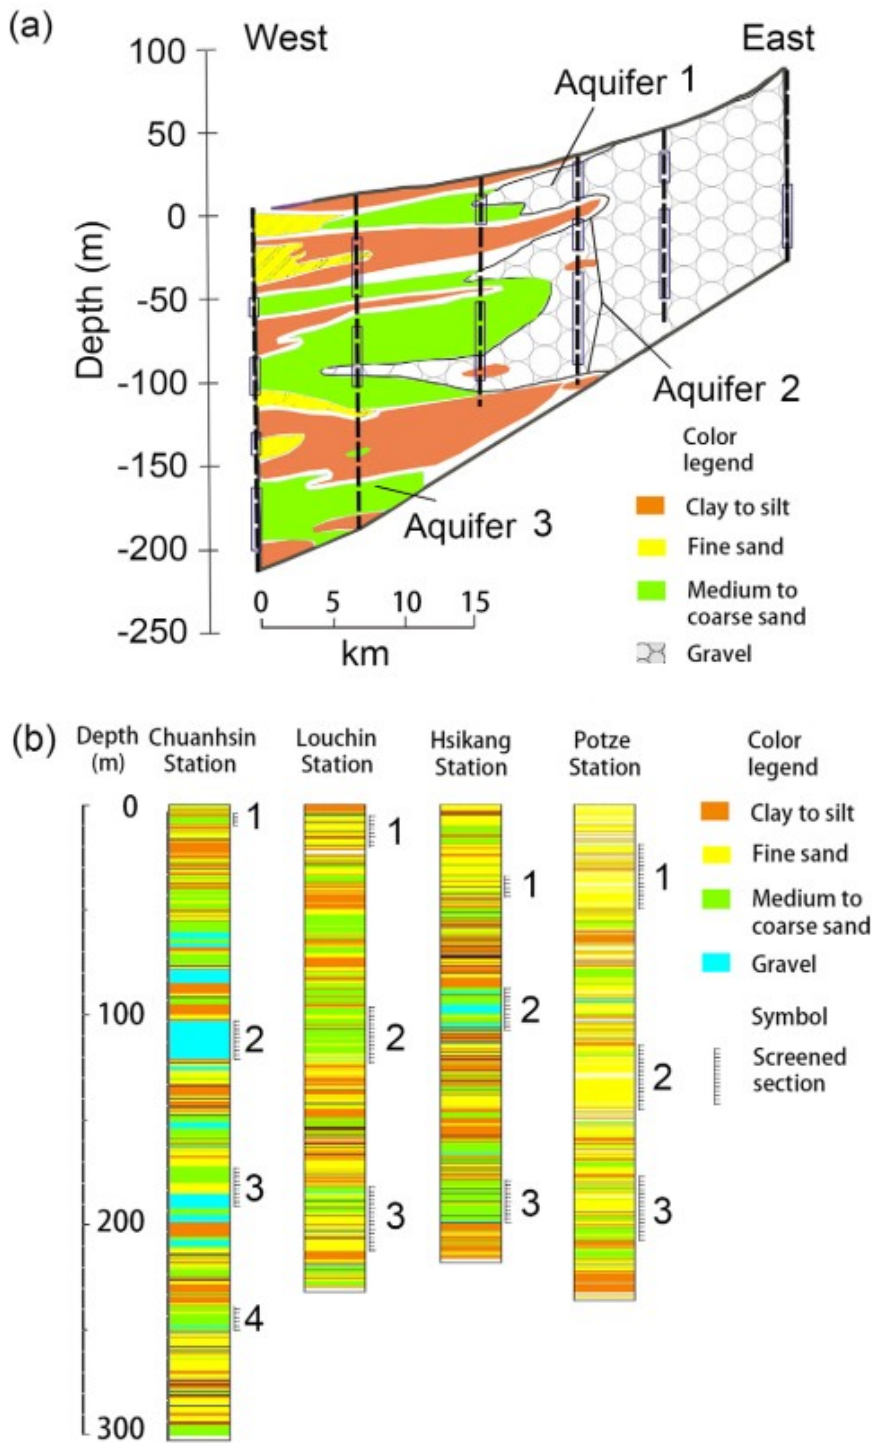 (a)
West
East
100
50
0
-50
-100
-150
-200
-250
Depth (m)
Aquifer 1
Aquifer 2
Aquifer 3
0 5 10 15
km
Color
legend
Clay to silt
Fine sand
Medium to
coarse sand
Gravel
(b)
Depth
(m)
Chuanhsin
Station
Louchin
Station
Hsikang
Station
Potze
Station
0
100
200
300
1
2
3
4
1
2
3
1
2
3
1
2
3
Color
legend
Clay to silt
Fine sand
Medium to
coarse sand
Gravel
Symbol
Screened
section